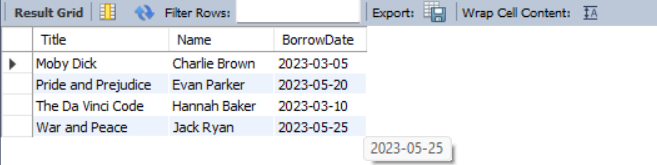 Result Grid Filter Rows: Export: Wrap Cell Content: IA
Title Name BorrowDate
Moby Dick Charlie Brown 2023-03-05
Pride and Prejudice Evan Parker 2023-05-20
The Da Vinci Code Hannah Baker 2023-03-10
War and Peace Jack Ryan 2023-05-25
2023-05-25